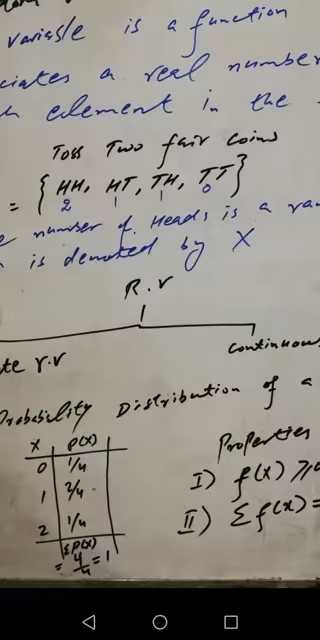 variable is a function
ciates a real number
element in the
Toss Two fair coins
= { HH, HT, TH, TT }
2 1 1 0
number of Heads is a ra
is denoted by X
R.v
te r.v
continuous
Probability Distribution of a
X P(x)
0 1/4
1 2/4
2 1/4
ΣP(x)
= 4/4 = 1
Properties
I) f(x) ≥ 0
II) Σf(x) =